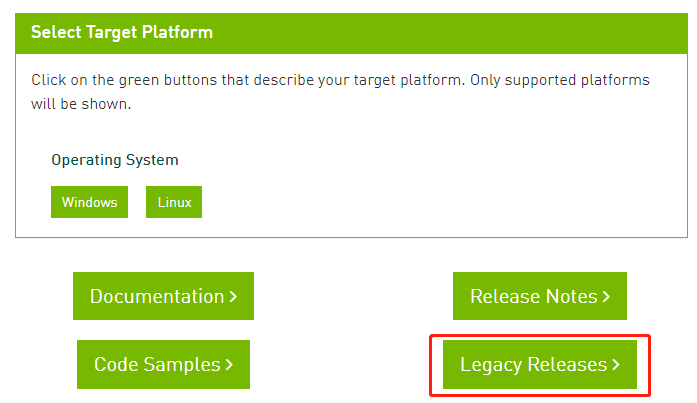 Select Target Platform
Click on the green buttons that describe your target platform. Only supported platforms
will be shown.
Operating System
Windows Linux
Documentation > Release Notes >
Code Samples > Legacy Releases >